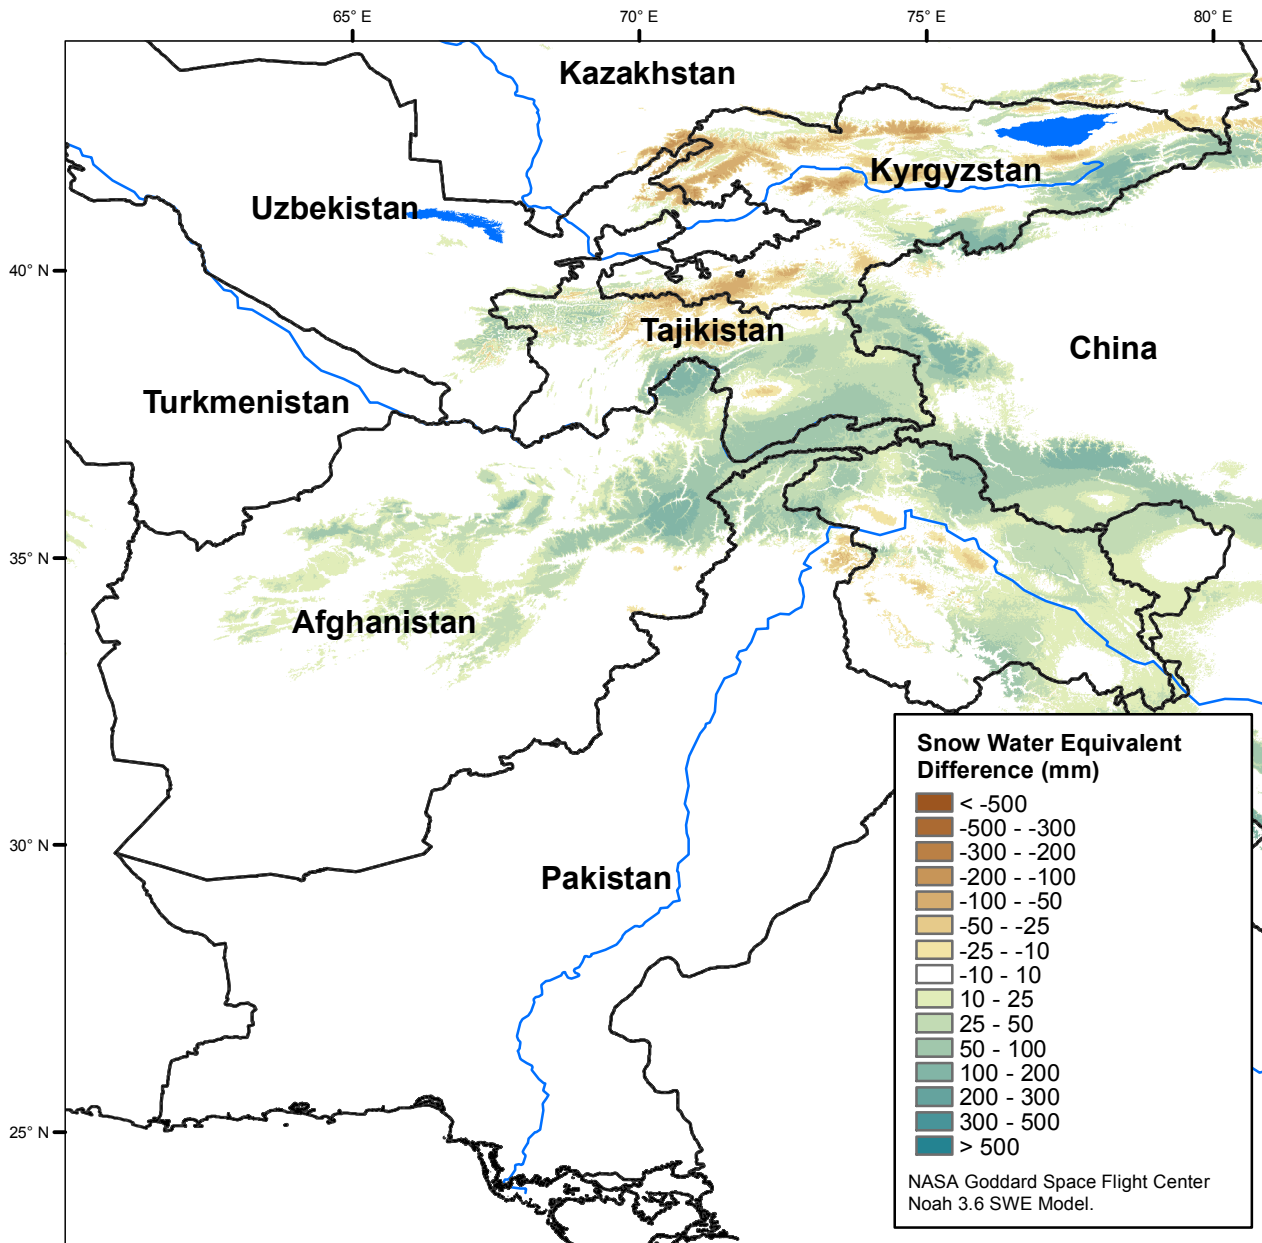 65° E
70° E
75° E
80° E
Kazakhstan
Kyrgyzstan
Uzbekistan
40° N
Tajikistan
China
Turkmenistan
35° N
Afghanistan
30° N
Pakistan
25° N
Snow Water Equivalent
Difference (mm)
< -500
-500 - -300
-300 - -200
-200 - -100
-100 - -50
-50 - -25
-25 - -10
-10 - 10
10 - 25
25 - 50
50 - 100
100 - 200
200 - 300
300 - 500
> 500
NASA Goddard Space Flight Center
Noah 3.6 SWE Model.